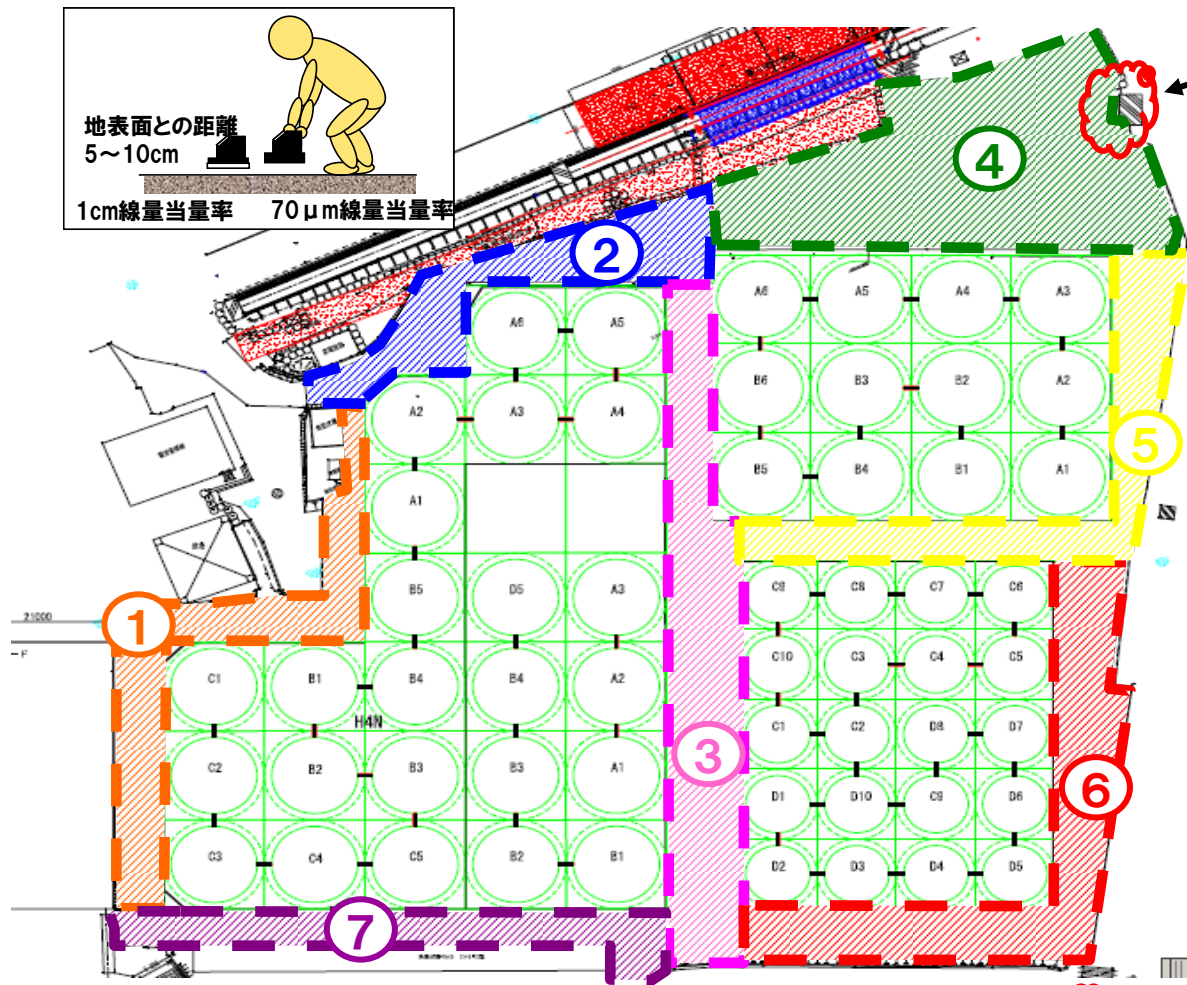 地表面との距離
5～10cm
1cm線量当量率 70μm線量当量率
④
②
A6 A5 A4 A3
A6 A5
B6 B3 B2 A2
A2 A3 A4
⑤
B5 B4 B1 A1
A1
C9 C8 C7 C6
B5 D5 A3
①
21000
F
C10 C3 C4 C5
C1 B1 B4 B4 A2
H4N
C1 C2 D8 D7
③
C2 B2 B3 B3 A1
⑥
D1 D10 C9 D6
C3 C4 C5 B2 B1
D2 D3 D4 D5
⑦